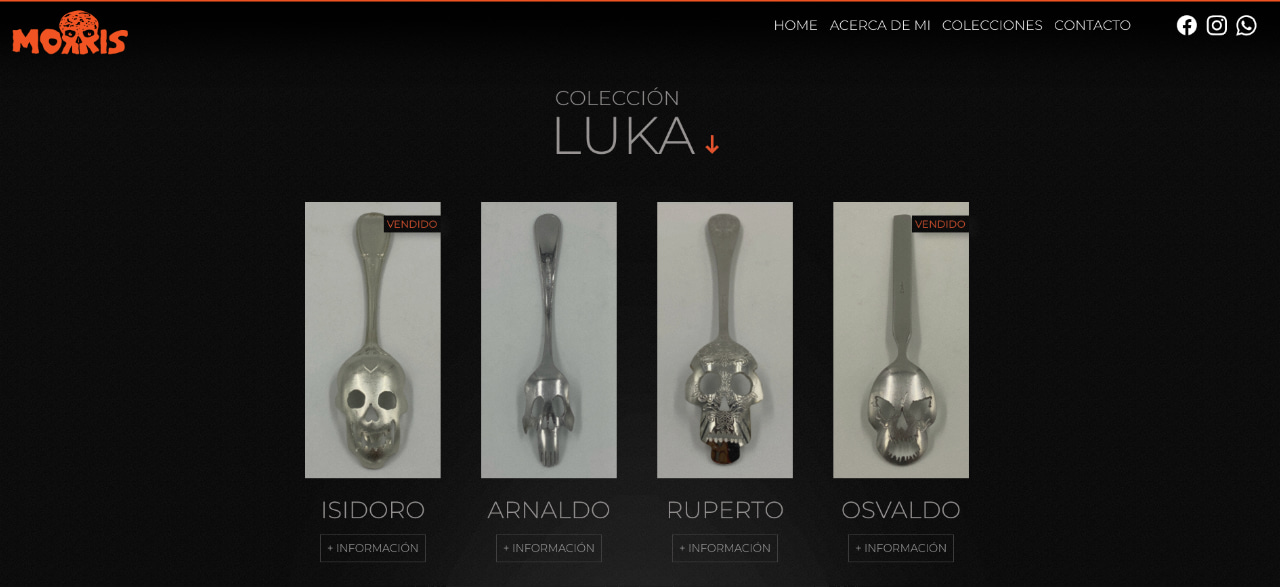 MORRIS
HOME ACERCA DE MI COLECCIONES CONTACTO
COLECCIÓN
LUKA
VENDIDO
VENDIDO
ISIDORO ARNALDO RUPERTO OSVALDO
+ INFORMACIÓN + INFORMACIÓN + INFORMACIÓN + INFORMACIÓN